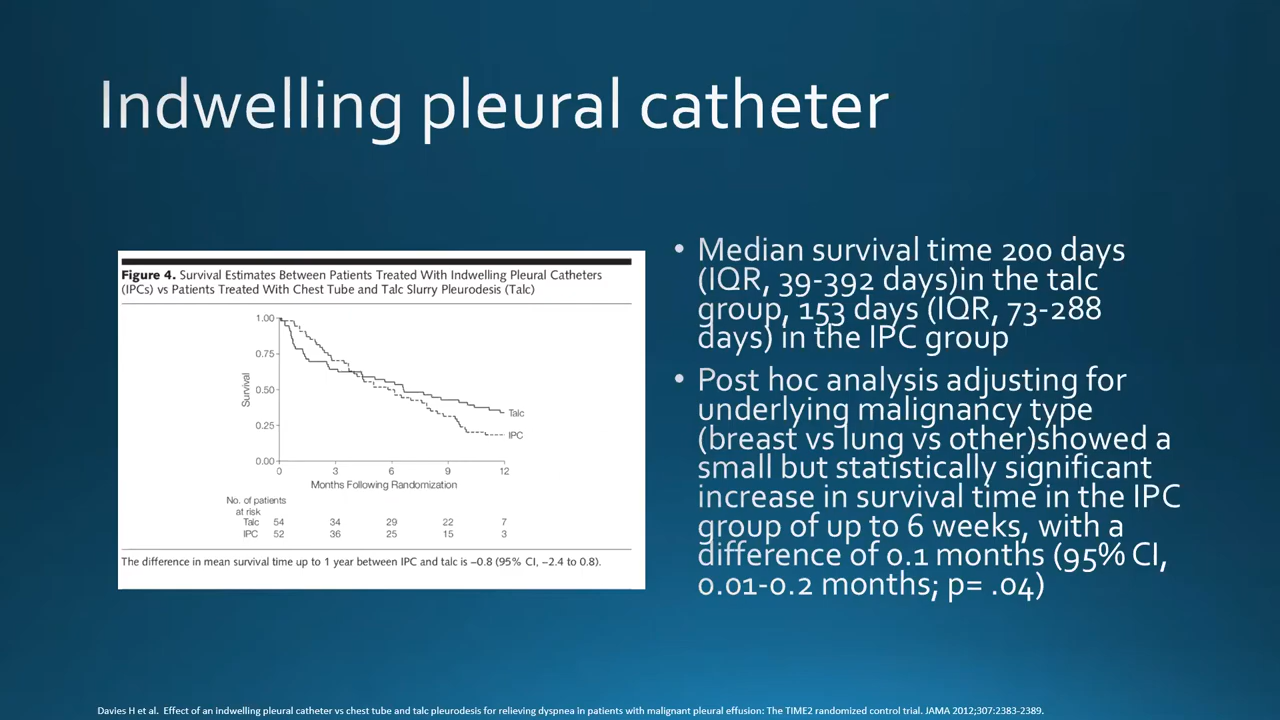 Indwelling pleural catheter
Figure 4. Survival Estimates Between Patients Treated With Indwelling Pleural Catheters
(IPCs) vs Patients Treated With Chest Tube and Talc Slurry Pleurodesis (Talc)
1.00
0.75
0.50
0.25
0.00
Survival
Talc
IPC
0 3 6 9 12
Months Following Randomization
No. of patients
at risk
Talc 54 34 29 22 7
IPC 52 36 25 15 3
The difference in mean survival time up to 1 year between IPC and talc is −0.8 (95% CI, −2.4 to 0.8).
• Median survival time 200 days
(IQR, 39-392 days)in the talc
group, 153 days (IQR, 73-288
days) in the IPC group
• Post hoc analysis adjusting for
underlying malignancy type
(breast vs lung vs other)showed a
small but statistically significant
increase in survival time in the IPC
group of up to 6 weeks, with a
difference of 0.1 months (95% CI,
0.01-0.2 months; p= .04)
Davies H et al. Effect of an indwelling pleural catheter vs chest tube and talc pleurodesis for relieving dyspnea in patients with malignant pleural effusion: The TIME2 randomized control trial. JAMA 2012;307:2383-2389.